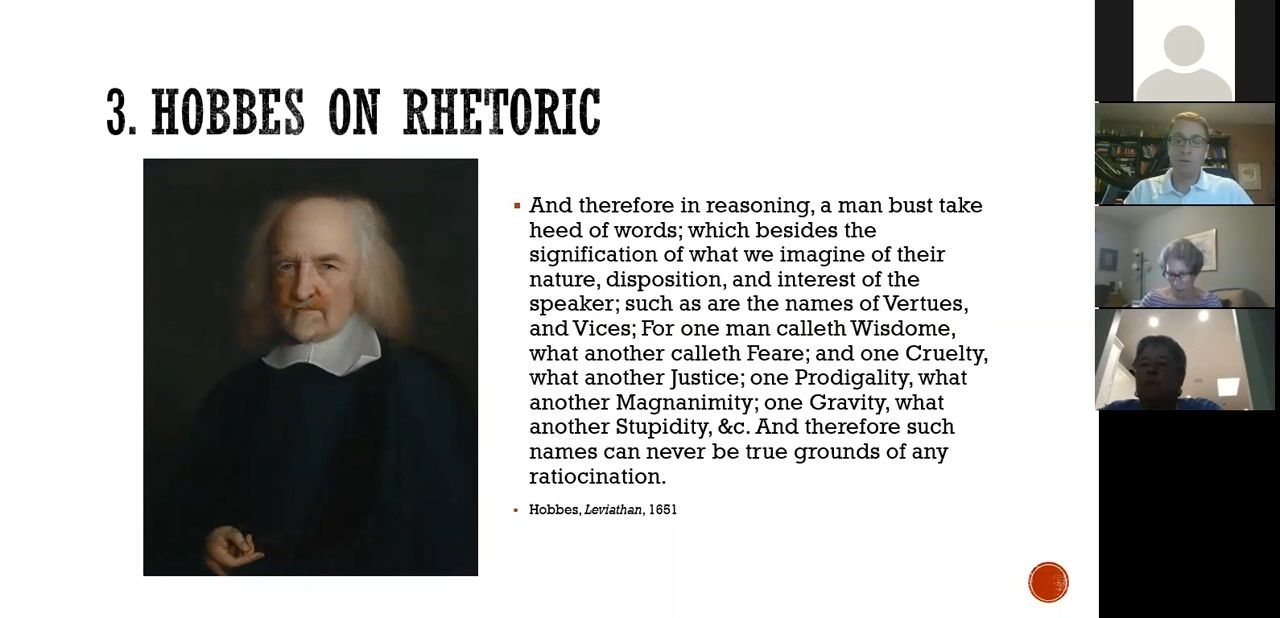 3. HOBBES ON RHETORIC
And therefore in reasoning, a man bust take
heed of words; which besides the
signification of what we imagine of their
nature, disposition, and interest of the
speaker; such as are the names of Vertues,
and Vices; For one man calleth Wisdome,
what another calleth Feare; and one Cruelty,
what another Justice; one Prodigality, what
another Magnanimity; one Gravity, what
another Stupidity, &c. And therefore such
names can never be true grounds of any
ratiocination.
Hobbes, Leviathan, 1651